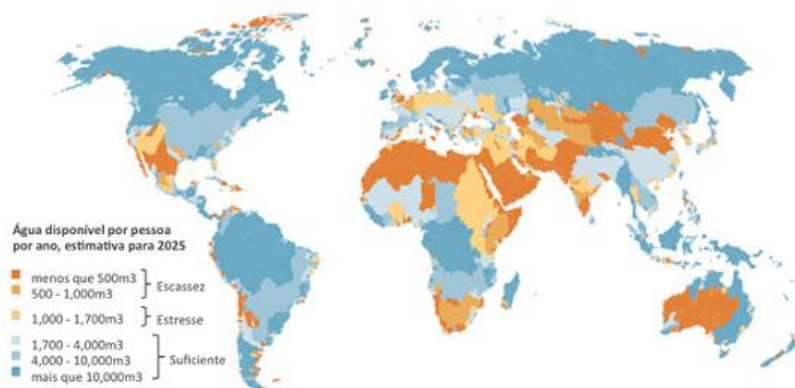 Água disponível por pessoa
por ano, estimativa para 2025
menos que 500m3
500 - 1,000m3
Escassez
1,000 - 1,700m3
Estresse
1,700 - 4,000m3
4,000 - 10,000m3
mais que 10,000m3
Suficiente